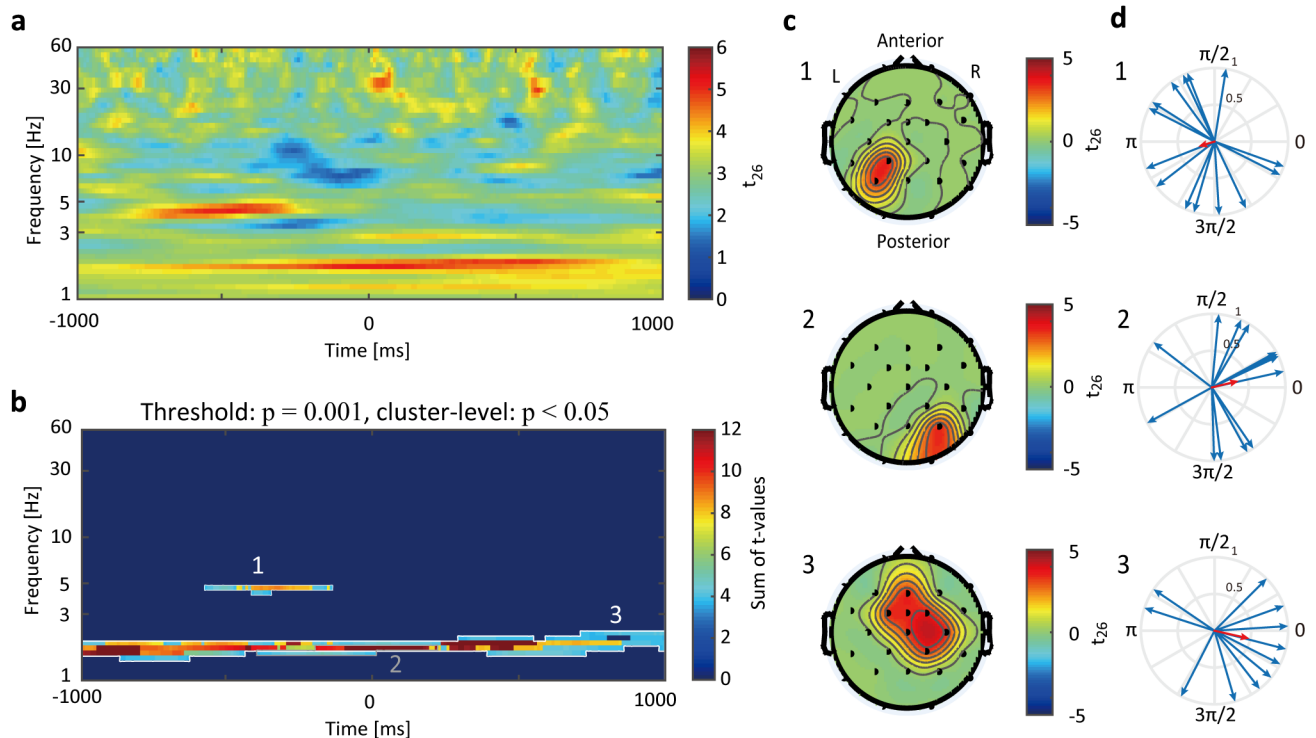 a
60
30
10
5
3
1
Frequency [Hz]
-1000
0
1000
Time [ms]
6
5
4
3
2
1
0
t26
b
Threshold: p = 0.001, cluster-level: p < 0.05
60
30
10
5
3
1
Frequency [Hz]
1
2
3
-1000
0
1000
Time [ms]
12
10
8
6
4
2
0
Sum of t-values
c
1
Anterior
L
R
Posterior
5
0
-5
t26
2
5
0
-5
t26
3
5
0
-5
t26
d
1
π/2
1
0.5
π
0
3π/2
2
π/2
1
0.5
π
0
3π/2
3
π/2
1
0.5
π
0
3π/2